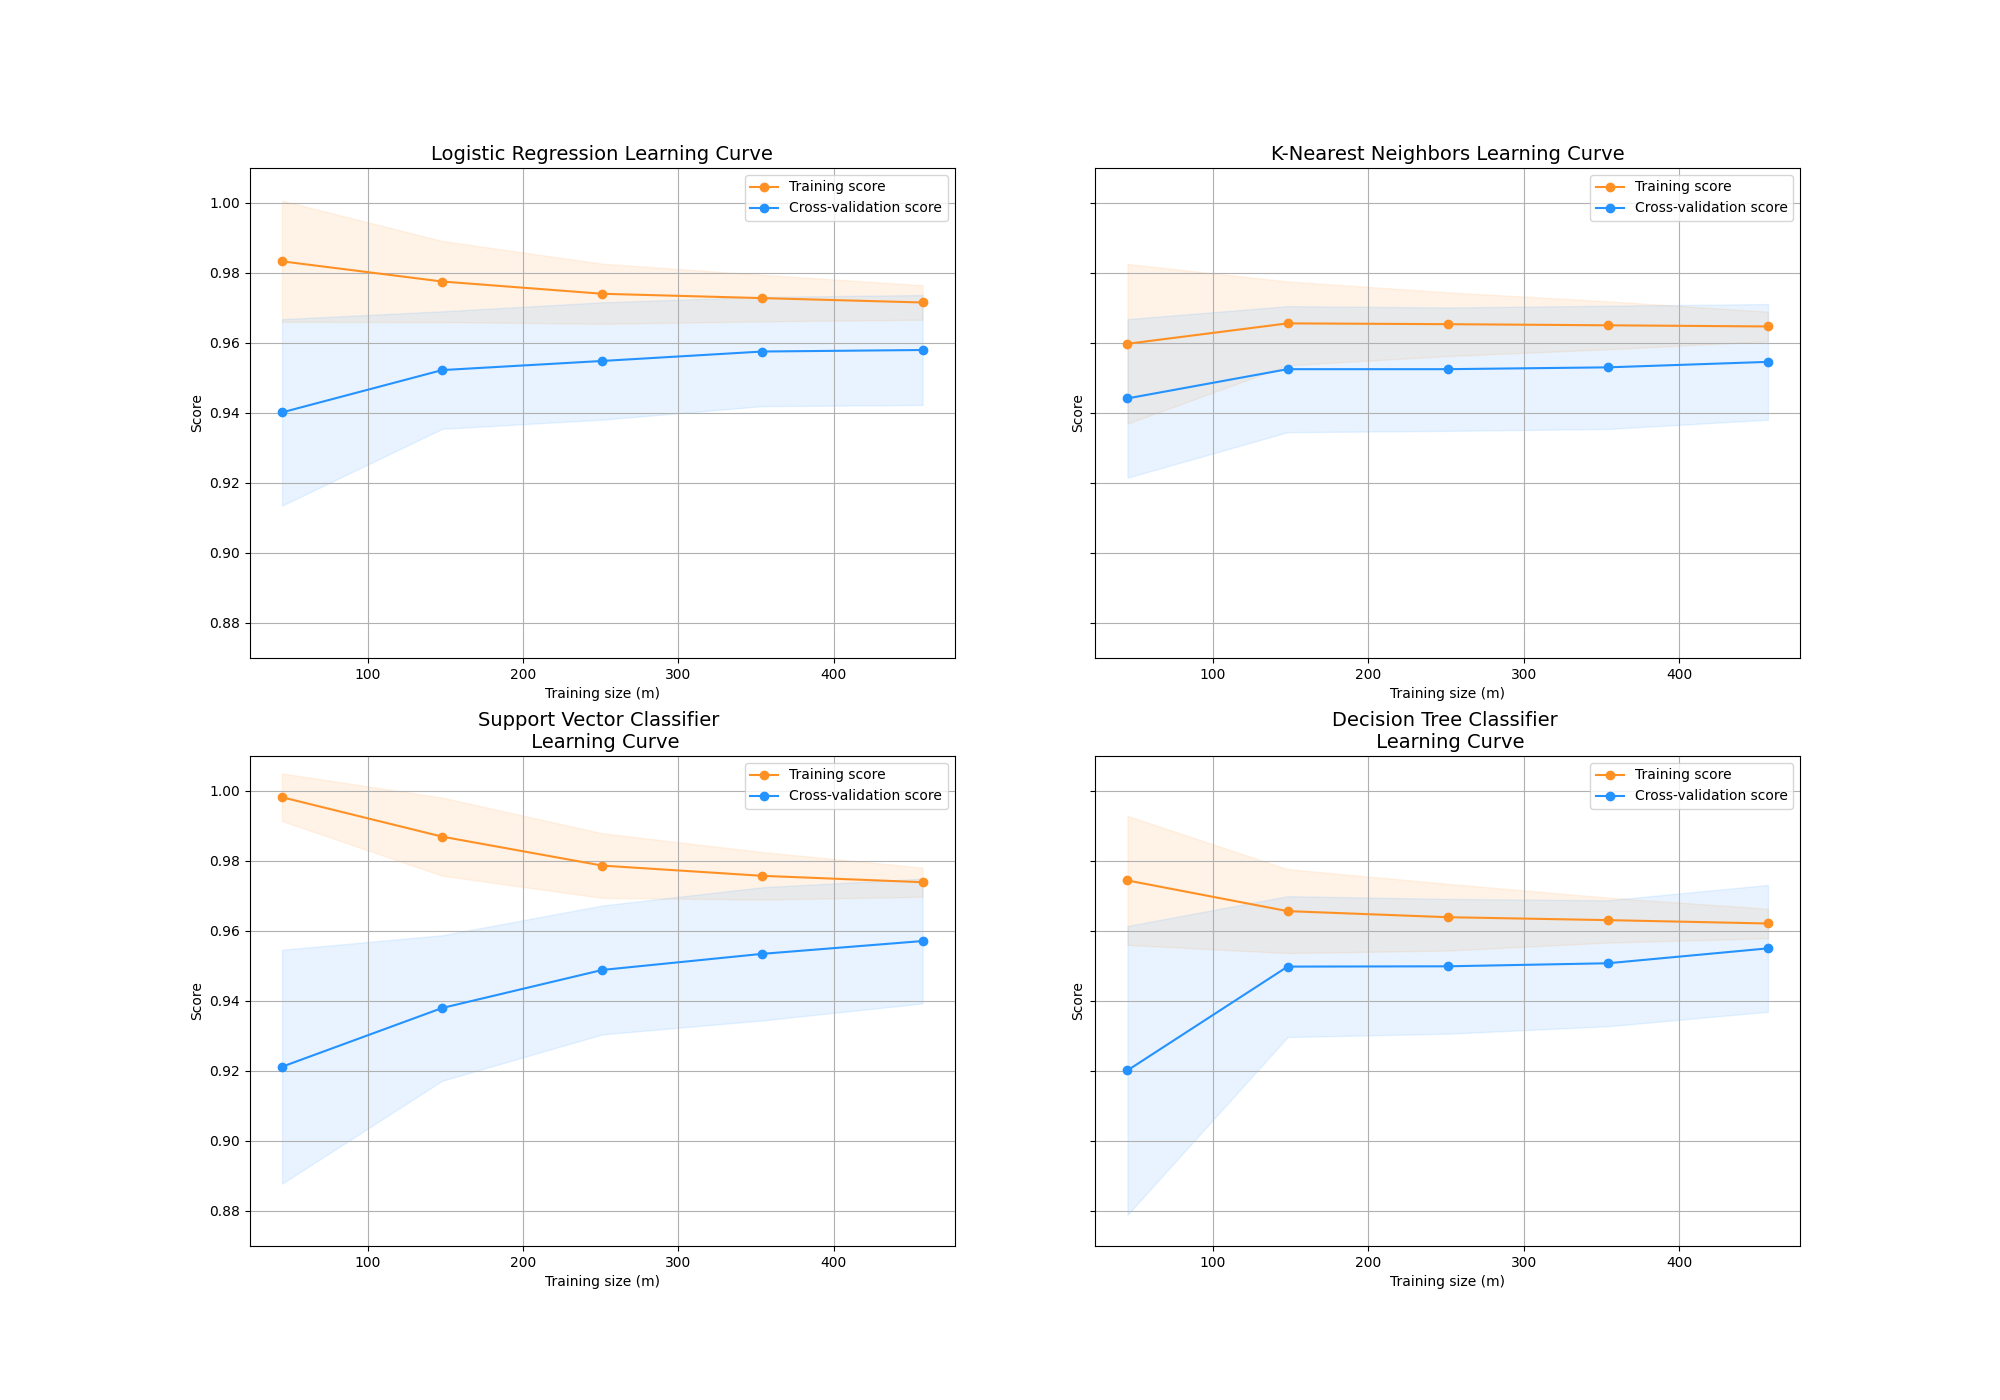 Logistic Regression Learning Curve
Training score
Cross-validation score
1.00
0.98
0.96
0.94
0.92
0.90
0.88
Score
100 200 300 400
Training size (m)
K-Nearest Neighbors Learning Curve
Training score
Cross-validation score
Score
100 200 300 400
Training size (m)
Support Vector Classifier
Learning Curve
Training score
Cross-validation score
1.00
0.98
0.96
0.94
0.92
0.90
0.88
Score
100 200 300 400
Training size (m)
Decision Tree Classifier
Learning Curve
Training score
Cross-validation score
Score
100 200 300 400
Training size (m)